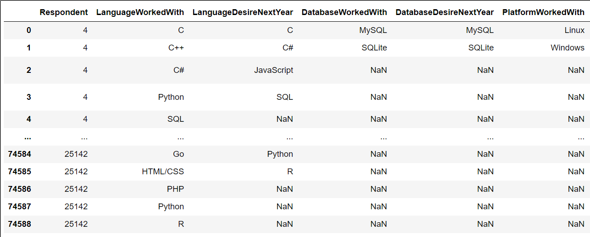 Respondent LanguageWorkedWith LanguageDesireNextYear DatabaseWorkedWith DatabaseDesireNextYear PlatformWorkedWith
0 4 C C MySQL MySQL Linux
1 4 C++ C# SQLite SQLite Windows
2 4 C# JavaScript NaN NaN NaN
3 4 Python SQL NaN NaN NaN
4 4 SQL NaN NaN NaN NaN
... ... ... ... ... ... ...
74584 25142 Go Python NaN NaN NaN
74585 25142 HTML/CSS R NaN NaN NaN
74586 25142 PHP NaN NaN NaN NaN
74587 25142 Python NaN NaN NaN NaN
74588 25142 R NaN NaN NaN NaN